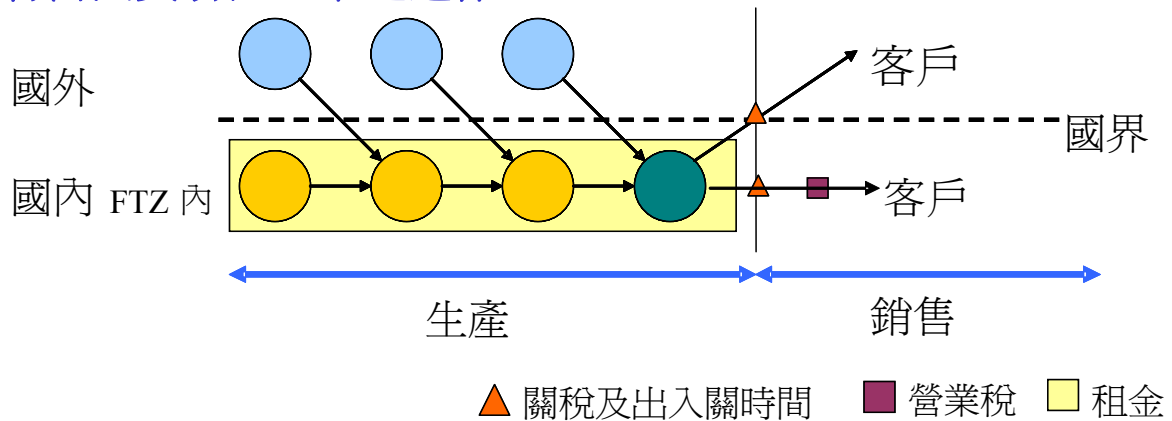 客戶
國外
國界
國內 FTZ 內
客戶
生產
銷售
關稅及出入關時間
營業稅
租金